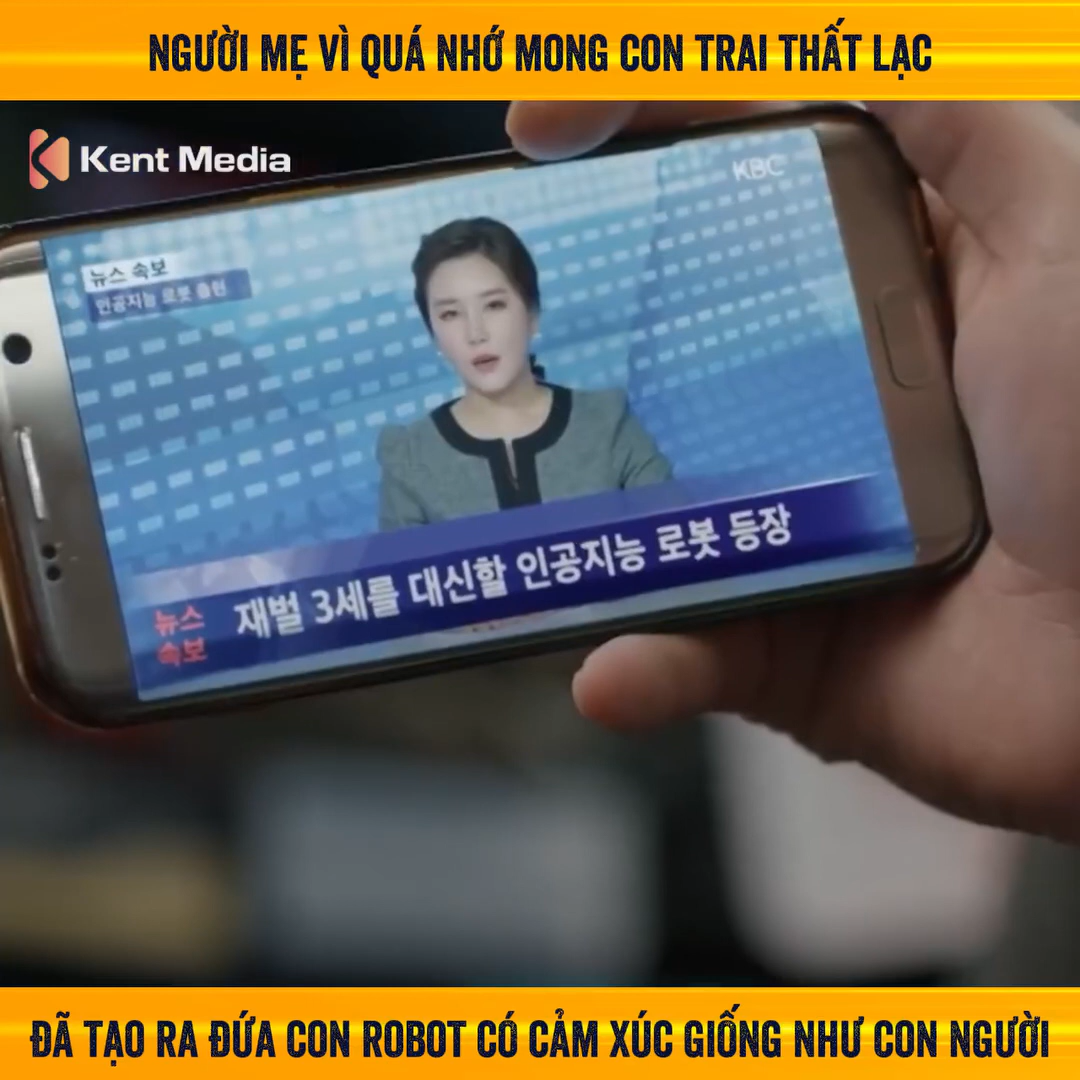 NGƯỜI MẸ VÌ QUÁ NHỚ MONG CON TRAI THẤT LẠC
Kent Media
KBC
뉴스 속보
인공지능 로봇 출현
뉴스 속보
재벌 3세를 대신할 인공지능 로봇 등장
ĐÃ TẠO RA ĐỨA CON ROBOT CÓ CẢM XÚC GIỐNG NHƯ CON NGƯỜI